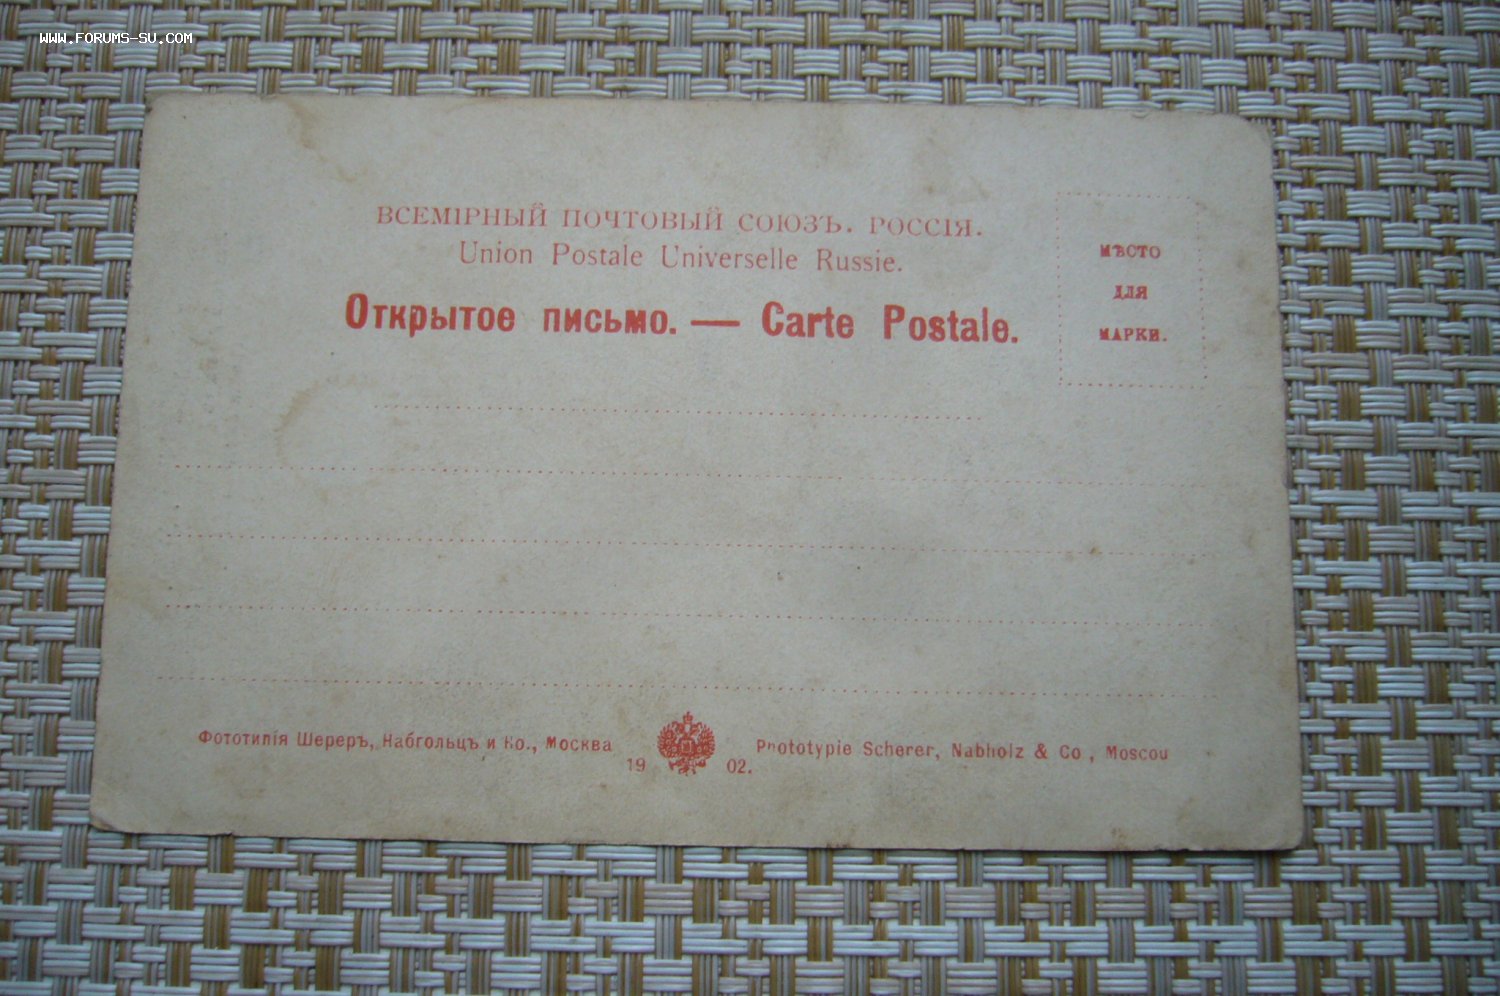 WWW.FORUMS-SU.COM
ВСЕМІРНЫЙ ПОЧТОВЫЙ СОЮЗЪ. РОССІЯ.
Union Postale Universelle Russie.
Открытое письмо. — Carte Postale.
МѢСТО
ДЛЯ
МАРКИ.
Фототипія Шереръ, Набгольцъ и Ко., Москва
19 02.
Phototypie Scherer, Nabholz & Co, Moscou